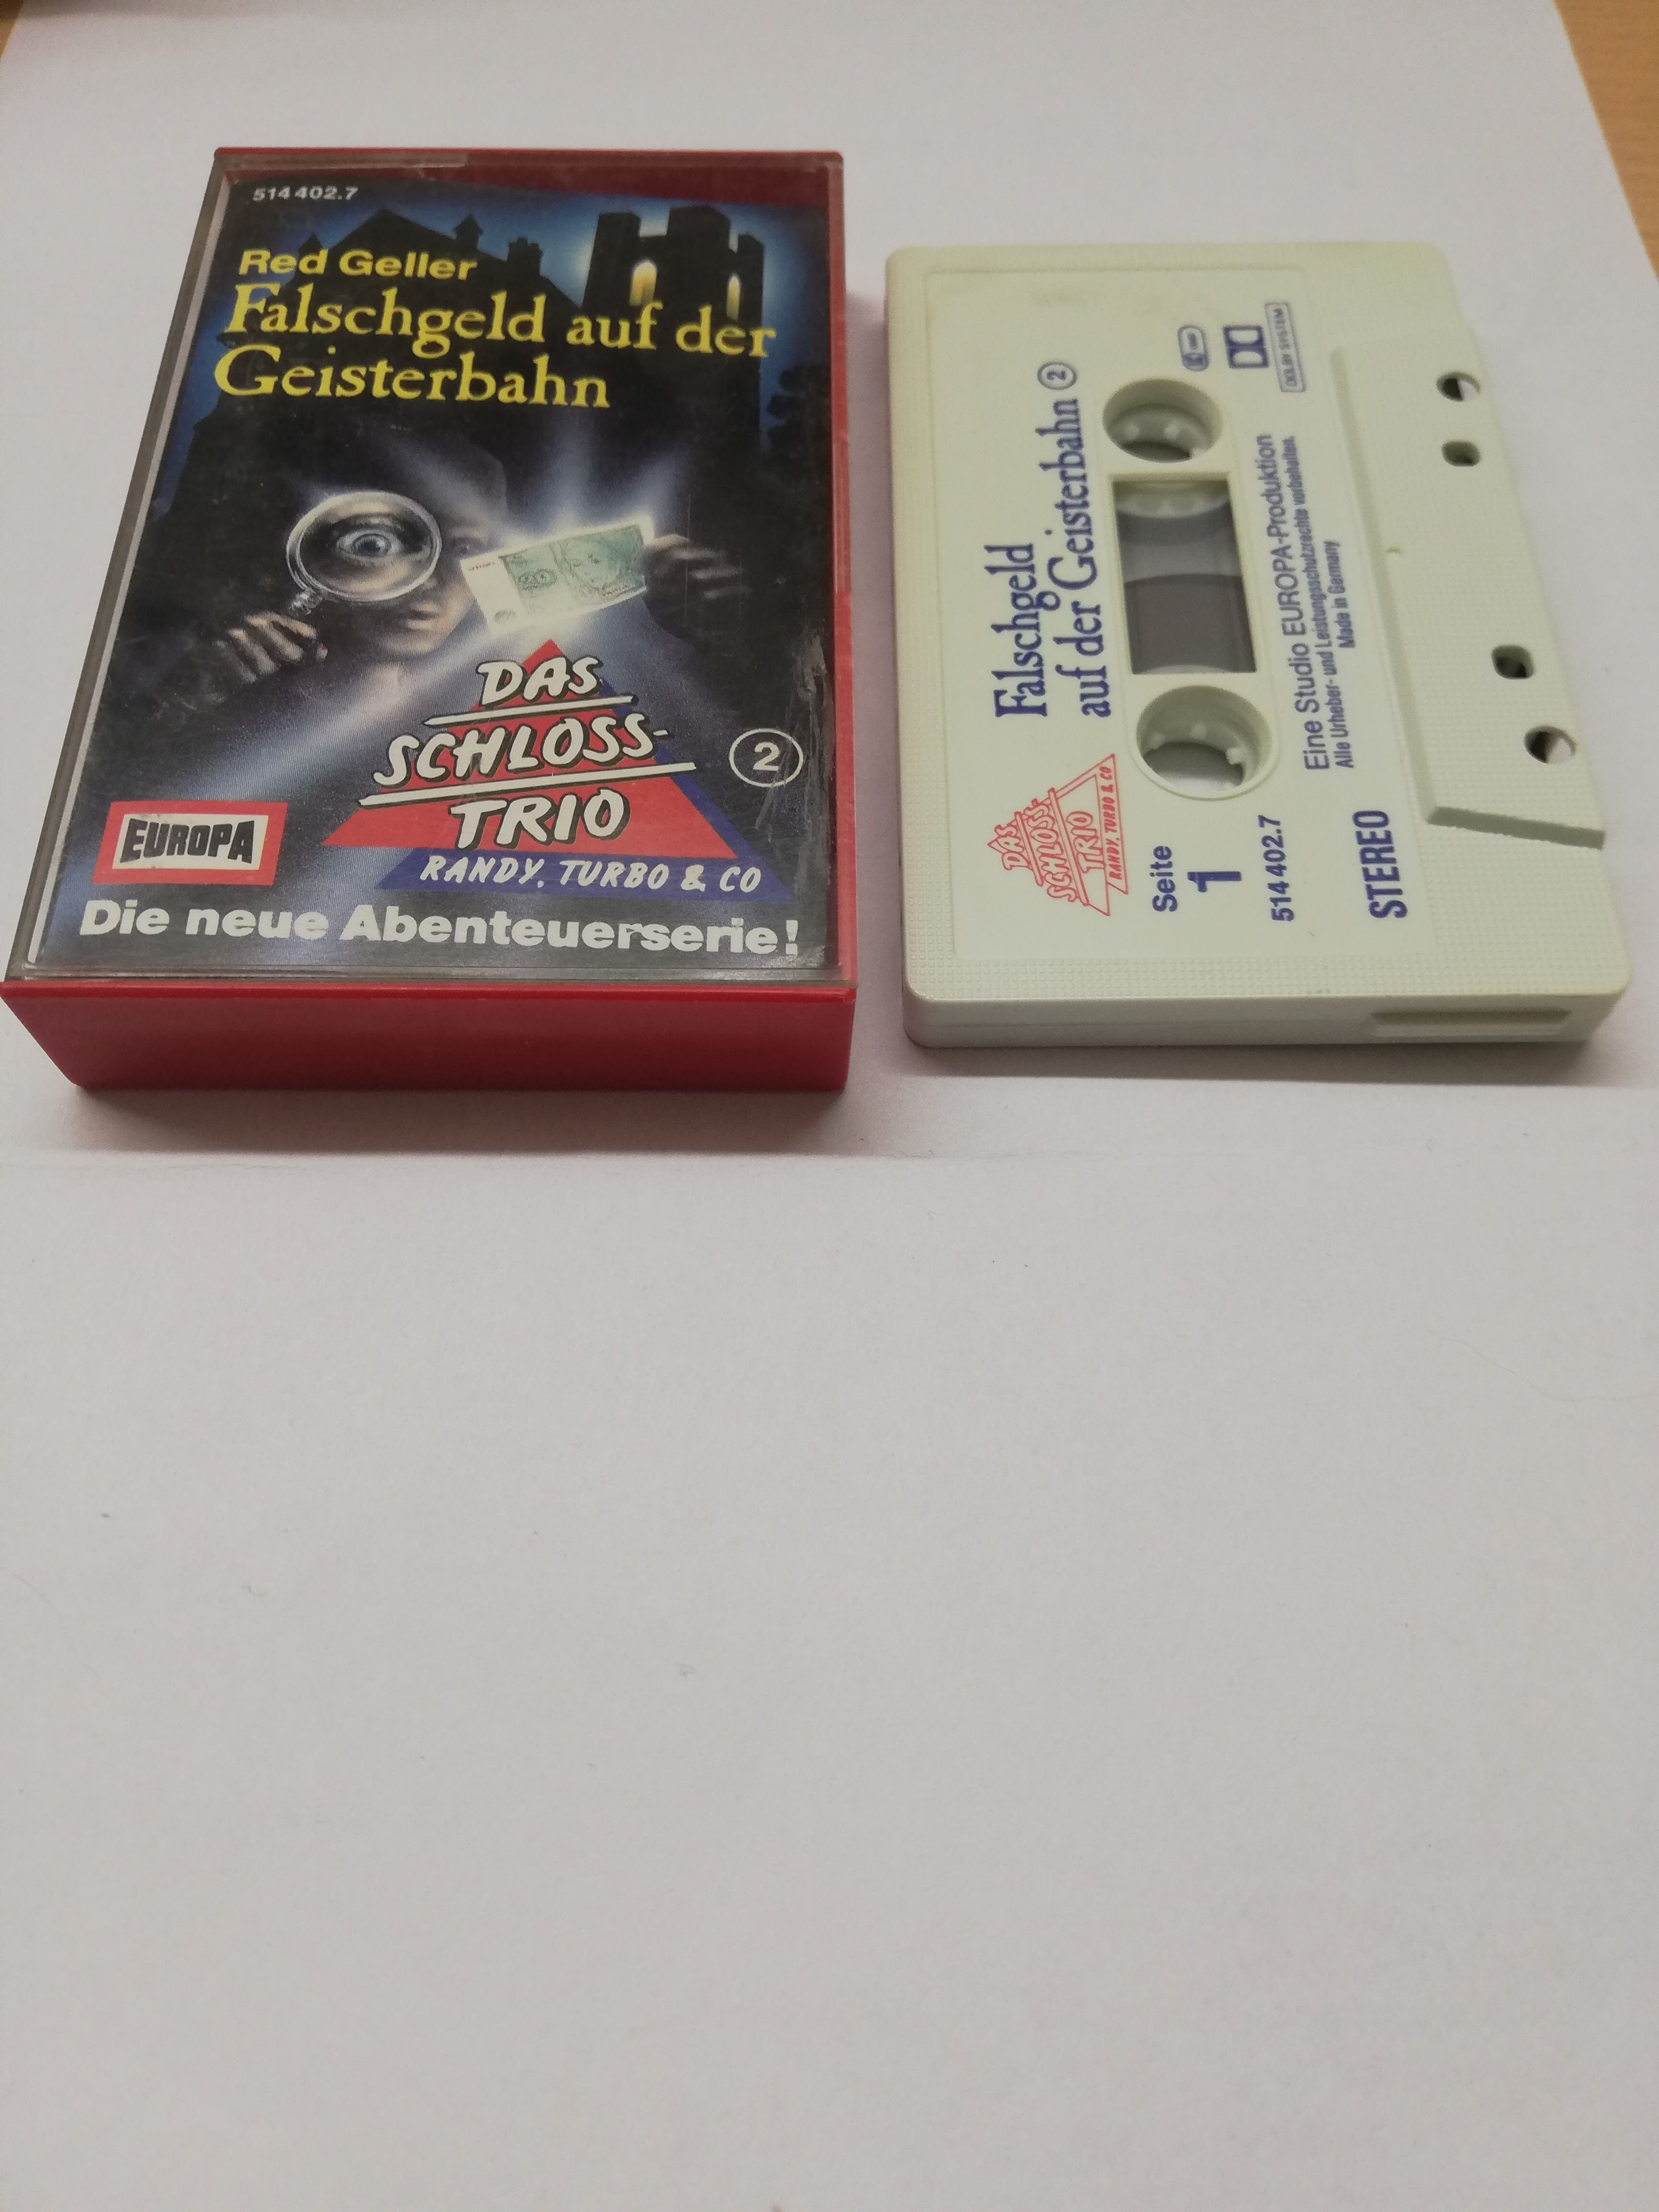 514 402.7
Red Geller
Falschgeld auf der
Geisterbahn
DAS
SCHLOSS-
TRIO
2
RANDY, TURBO & CO
EUROPA
Die neue Abenteuerserie!
DAS
SCHLOSS-
TRIO
RANDY, TURBO & CO
Falschgeld
auf der Geisterbahn 2
Seite
1
514 402.7
STEREO
DOLBY SYSTEM
Eine Studio EUROPA-Produktion
Alle Urheber- und Leistungsschutzrechte vorbehalten.
Made in Germany